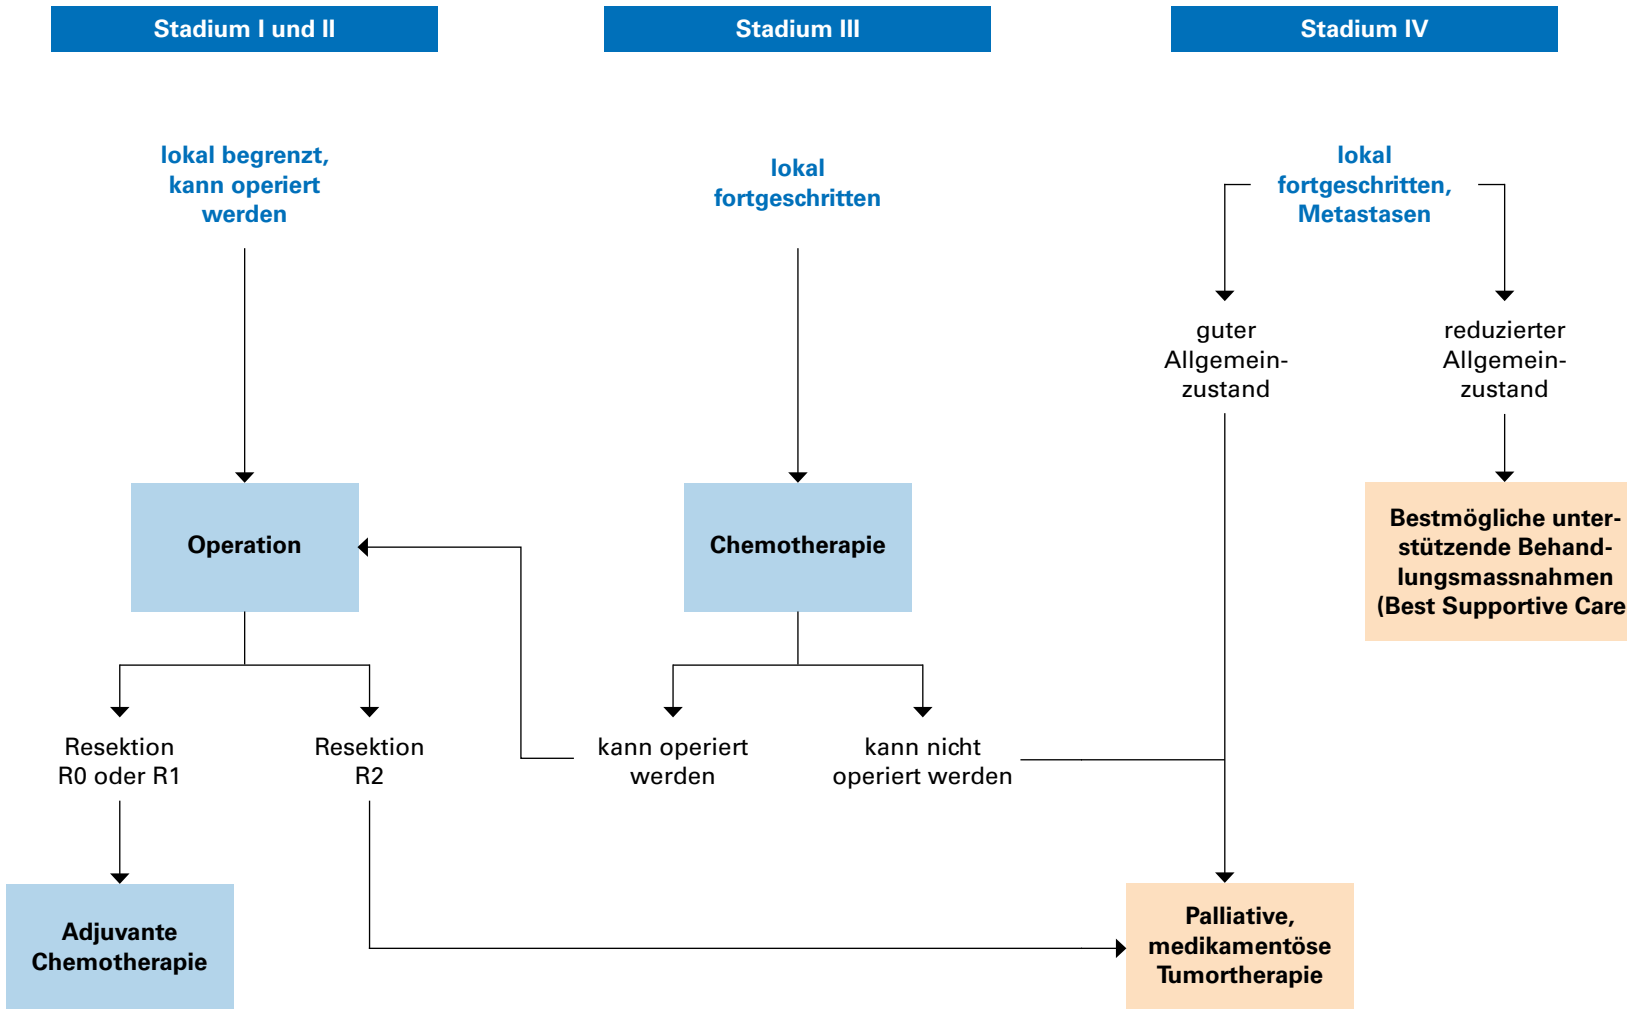 Stadium I und II
Stadium III
Stadium IV
lokal begrenzt,
kann operiert
werden
lokal
fortgeschritten
lokal
fortgeschritten,
Metastasen
guter
Allgemein-
zustand
reduzierter
Allgemein-
zustand
Operation
Chemotherapie
Bestmögliche unter-
stützende Behand-
lungsmassnahmen
(Best Supportive Care
Resektion
R0 oder R1
Resektion
R2
kann operiert
werden
kann nicht
operiert werden
Adjuvante
Chemotherapie
Palliative,
medikamentöse
Tumortherapie